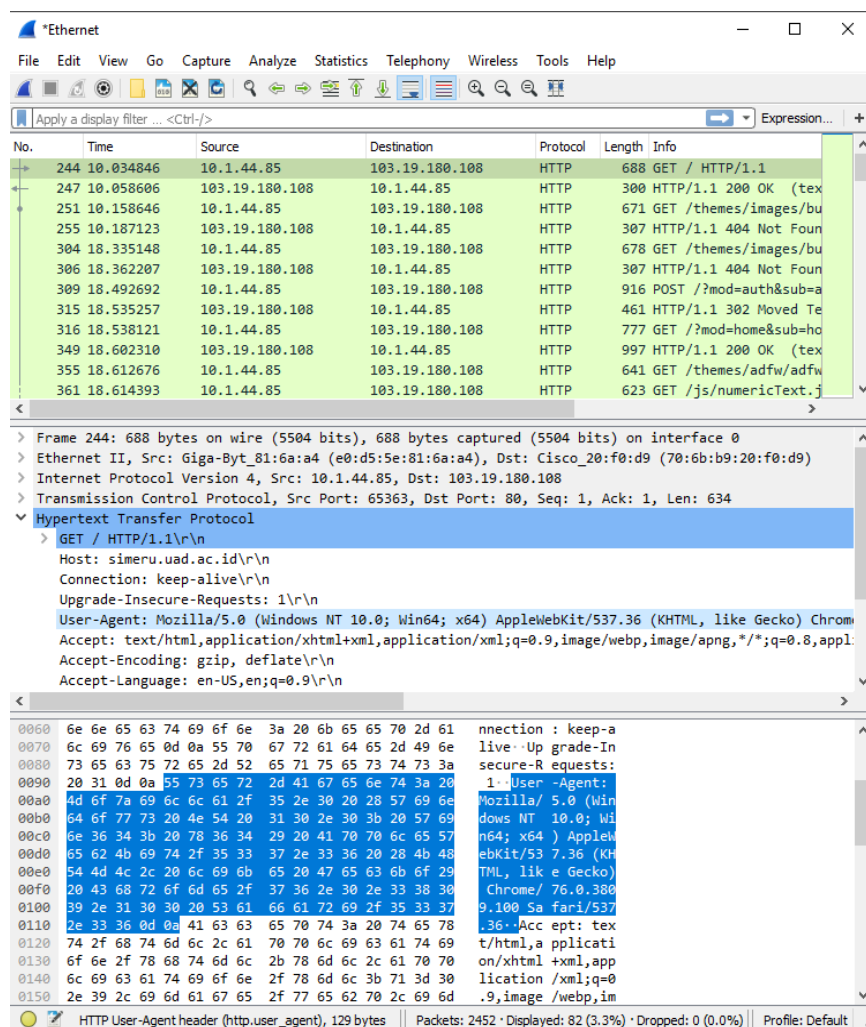 *Ethernet
File Edit View Go Capture Analyze Statistics Telephony Wireless Tools Help
Apply a display filter ... <Ctrl-/> Expression... +
No. Time Source Destination Protocol Length Info
244 10.034846 10.1.44.85 103.19.180.108 HTTP 688 GET / HTTP/1.1
247 10.058606 103.19.180.108 10.1.44.85 HTTP 300 HTTP/1.1 200 OK (tex
251 10.158646 10.1.44.85 103.19.180.108 HTTP 671 GET /themes/images/bu
255 10.187123 103.19.180.108 10.1.44.85 HTTP 307 HTTP/1.1 404 Not Foun
304 18.335148 10.1.44.85 103.19.180.108 HTTP 678 GET /themes/images/bu
306 18.362207 103.19.180.108 10.1.44.85 HTTP 307 HTTP/1.1 404 Not Foun
309 18.492692 10.1.44.85 103.19.180.108 HTTP 916 POST /?mod=auth&sub=a
315 18.535257 103.19.180.108 10.1.44.85 HTTP 461 HTTP/1.1 302 Moved Te
316 18.538121 10.1.44.85 103.19.180.108 HTTP 777 GET /?mod=home&sub=ho
349 18.602310 103.19.180.108 10.1.44.85 HTTP 997 HTTP/1.1 200 OK (tex
355 18.612676 10.1.44.85 103.19.180.108 HTTP 641 GET /themes/adfw/adfw
361 18.614393 10.1.44.85 103.19.180.108 HTTP 623 GET /js/numericText.j
> Frame 244: 688 bytes on wire (5504 bits), 688 bytes captured (5504 bits) on interface 0
> Ethernet II, Src: Giga-Byt_81:6a:a4 (e0:d5:5e:81:6a:a4), Dst: Cisco_20:f0:d9 (70:6b:b9:20:f0:d9)
> Internet Protocol Version 4, Src: 10.1.44.85, Dst: 103.19.180.108
> Transmission Control Protocol, Src Port: 65363, Dst Port: 80, Seq: 1, Ack: 1, Len: 634
Hypertext Transfer Protocol
> GET / HTTP/1.1\r\n
Host: simeru.uad.ac.id\r\n
Connection: keep-alive\r\n
Upgrade-Insecure-Requests: 1\r\n
User-Agent: Mozilla/5.0 (Windows NT 10.0; Win64; x64) AppleWebKit/537.36 (KHTML, like Gecko) Chrome
Accept: text/html,application/xhtml+xml,application/xml;q=0.9,image/webp,image/apng,*/*;q=0.8,appli
Accept-Encoding: gzip, deflate\r\n
Accept-Language: en-US,en;q=0.9\r\n
0060 6e 6e 65 63 74 69 6f 6e 3a 20 6b 65 65 70 2d 61 nnection : keep-a
0070 6c 69 76 65 0d 0a 55 70 67 72 61 64 65 2d 49 6e live··Up grade-In
0080 73 65 63 75 72 65 2d 52 65 71 75 65 73 74 73 3a secure-R equests:
0090 20 31 0d 0a 55 73 65 72 2d 41 67 65 6e 74 3a 20 1··User -Agent:
00a0 4d 6f 7a 69 6c 6c 61 2f 35 2e 30 20 28 57 69 6e Mozilla/ 5.0 (Win
00b0 64 6f 77 73 20 4e 54 20 31 30 2e 30 3b 20 57 69 dows NT 10.0; Wi
00c0 6e 36 34 3b 20 78 36 34 29 20 41 70 70 6c 65 57 n64; x64 ) AppleW
00d0 65 62 4b 69 74 2f 35 33 37 2e 33 36 20 28 4b 48 ebKit/53 7.36 (KH
00e0 54 4d 4c 2c 20 6c 69 6b 65 20 47 65 63 6b 6f 29 TML, lik e Gecko)
00f0 20 43 68 72 6f 6d 65 2f 37 36 2e 30 2e 33 38 30 Chrome/ 76.0.380
0100 39 2e 31 30 30 20 53 61 66 61 72 69 2f 35 33 37 9.100 Sa fari/537
0110 2e 33 36 0d 0a 41 63 63 65 70 74 3a 20 74 65 78 .36··Acc ept: tex
0120 74 2f 68 74 6d 6c 2c 61 70 70 6c 69 63 61 74 69 t/html,a pplicati
0130 6f 6e 2f 78 68 74 6d 6c 2b 78 6d 6c 2c 61 70 70 on/xhtml +xml,app
0140 6c 69 63 61 74 69 6f 6e 2f 78 6d 6c 3b 71 3d 30 lication /xml;q=0
0150 2e 39 2c 69 6d 61 67 65 2f 77 65 62 70 2c 69 6d .9,image /webp,im
HTTP User-Agent header (http.user_agent), 129 bytes Packets: 2452 · Displayed: 82 (3.3%) · Dropped: 0 (0.0%) Profile: Default